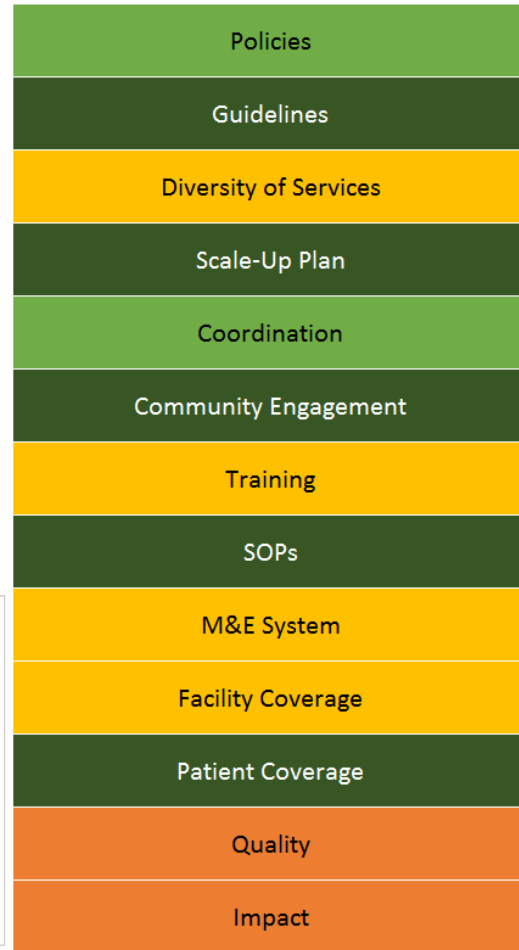 Policies
Guidelines
Diversity of Services
Scale-Up Plan
Coordination
Community Engagement
Training
SOPs
M&E System
Facility Coverage
Patient Coverage
Quality
Impact